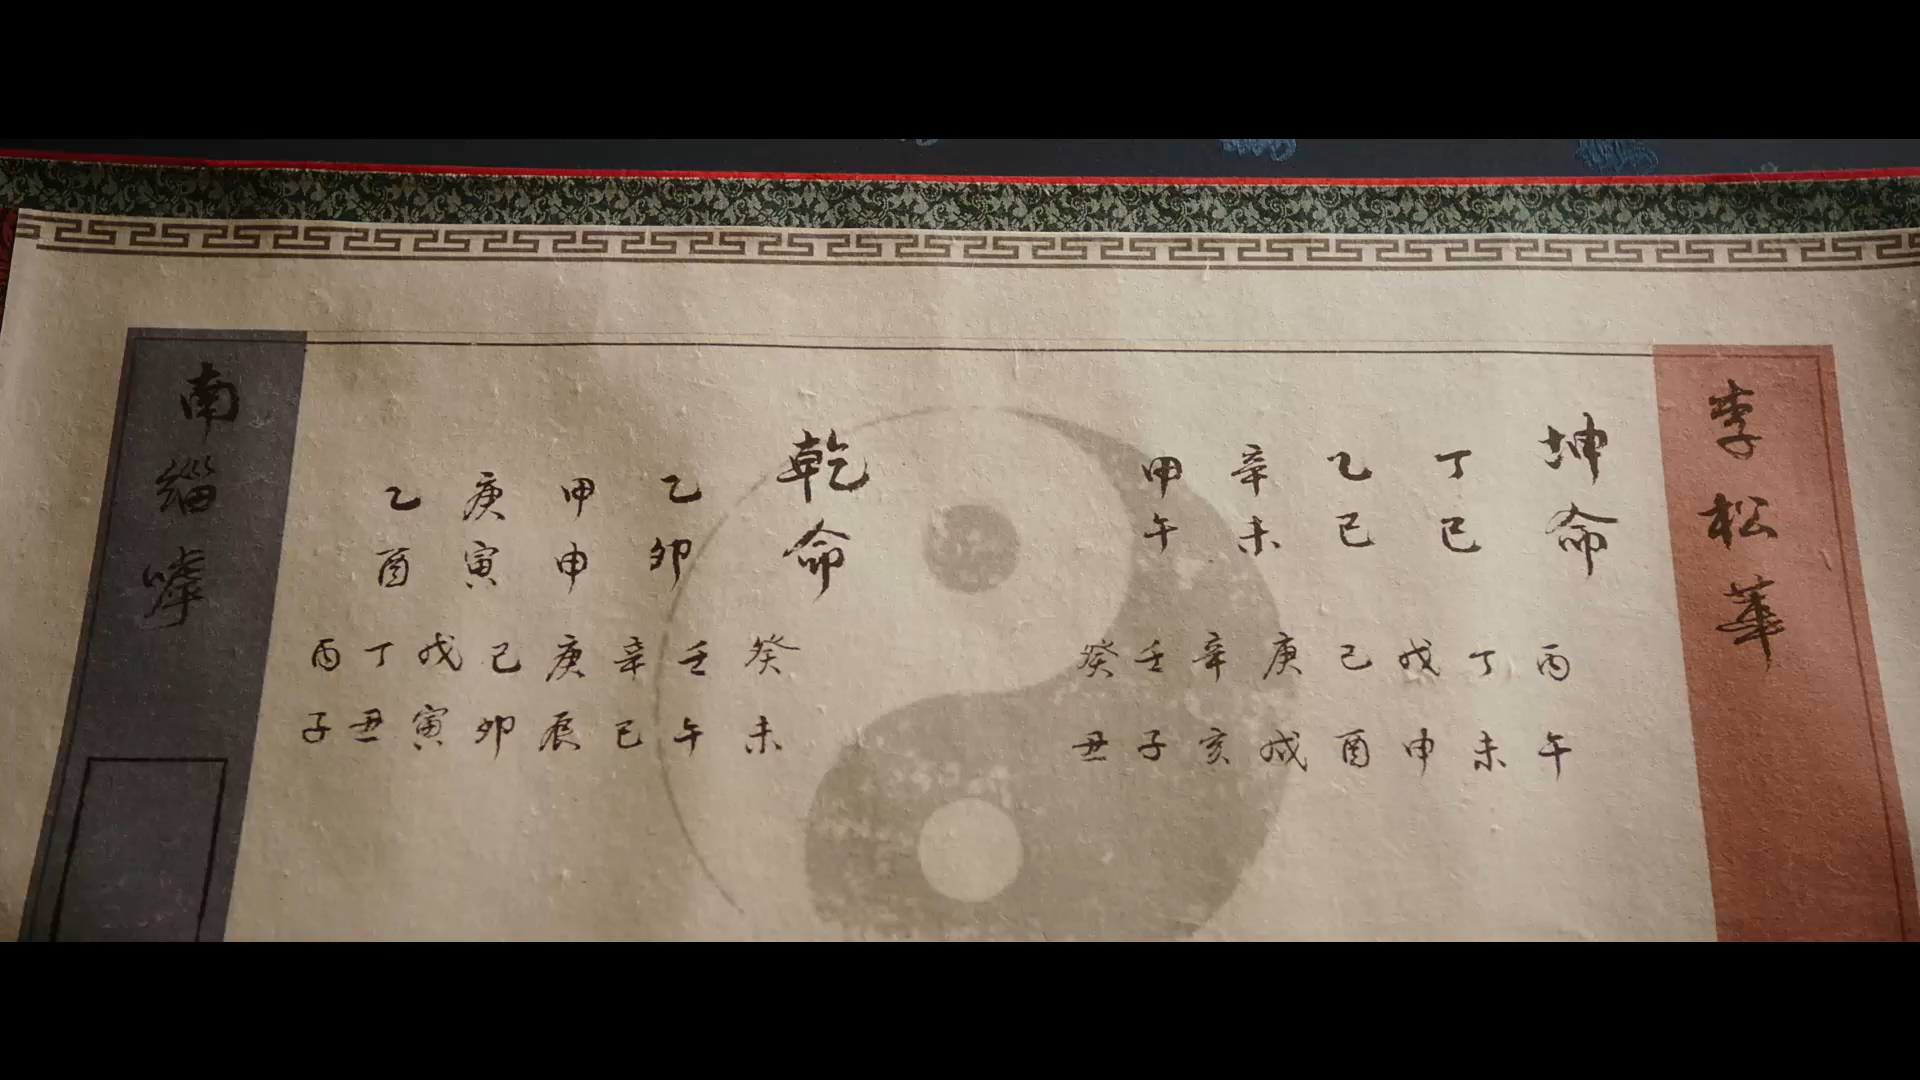 李松華
坤命
丁巳
乙巳
辛未
甲午
丙午
丁未
戊申
己酉
庚戌
辛亥
壬子
癸丑
乾命
乙卯
甲申
庚寅
乙酉
癸未
壬午
辛巳
庚辰
己卯
戊寅
丁丑
丙子
南緇